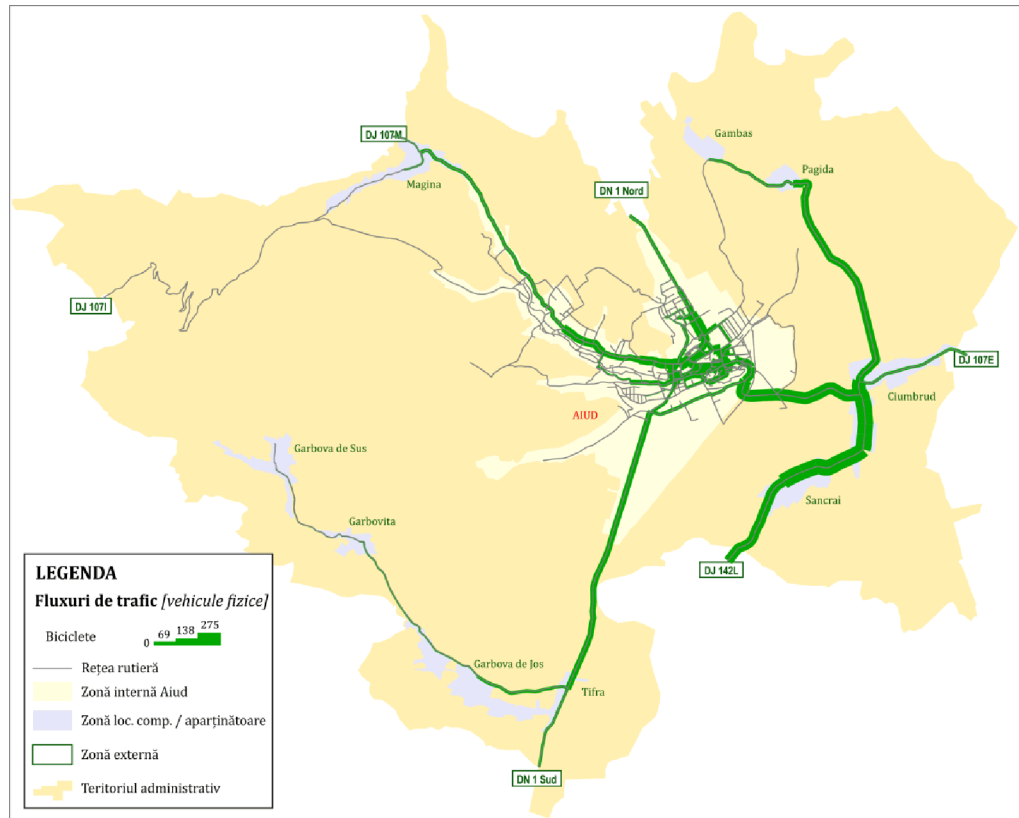 DJ 107M
Magina
Gambas
Pagida
DN 1 Nord
DJ 107I
DJ 107E
Ciumbrud
AIUD
Garbova de Sus
Sancrai
Garbovita
DJ 142L
Garbova de Jos
Tifra
DN 1 Sud
LEGENDA
Fluxuri de trafic [vehicule fizice]
Biciclete 0 69 138 275
Rețea rutieră
Zonă internă Aiud
Zonă loc. comp. / aparținătoare
Zonă externă
Teritoriul administrativ